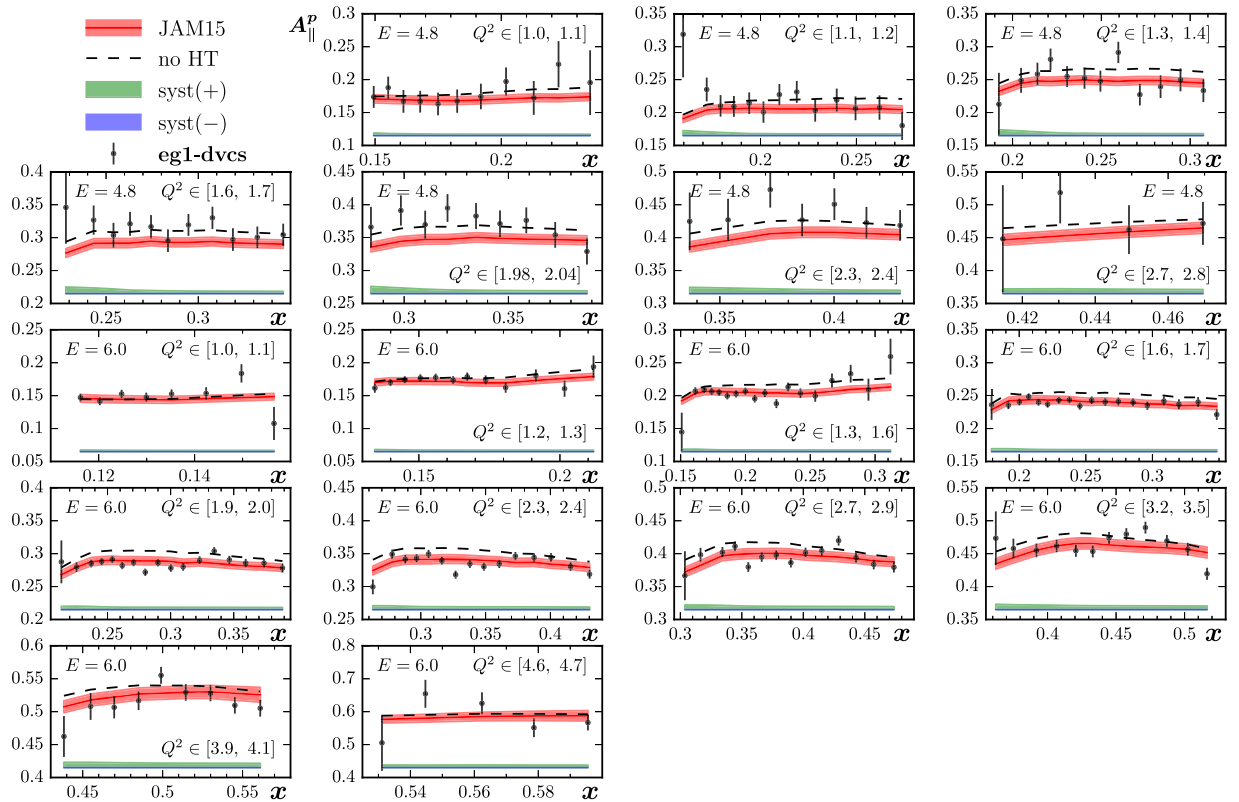 JAM15
no HT
syst(+)
syst(−)
eg1-dvcs
A∥^p
0.3
0.25
0.2
0.15
0.1
E = 4.8 Q² ∈ [1.0, 1.1]
0.15 0.2 x
0.35
0.3
0.25
0.2
0.15
E = 4.8 Q² ∈ [1.1, 1.2]
0.2 0.25 x
0.35
0.3
0.25
0.2
0.15
E = 4.8 Q² ∈ [1.3, 1.4]
0.2 0.25 0.3 x
0.4
0.35
0.3
0.25
0.2
E = 4.8 Q² ∈ [1.6, 1.7]
0.25 0.3 x
0.45
0.4
0.35
0.3
0.25
E = 4.8
Q² ∈ [1.98, 2.04]
0.3 0.35 x
0.5
0.45
0.4
0.35
0.3
E = 4.8
Q² ∈ [2.3, 2.4]
0.35 0.4 x
0.55
0.5
0.45
0.4
0.35
E = 4.8
Q² ∈ [2.7, 2.8]
0.42 0.44 0.46 x
0.25
0.2
0.15
0.1
0.05
E = 6.0 Q² ∈ [1.0, 1.1]
0.12 0.14 x
0.25
0.2
0.15
0.1
0.05
E = 6.0
Q² ∈ [1.2, 1.3]
0.15 0.2 x
0.3
0.25
0.2
0.15
0.1
E = 6.0
Q² ∈ [1.3, 1.6]
0.15 0.2 0.25 0.3 x
0.35
0.3
0.25
0.2
0.15
E = 6.0 Q² ∈ [1.6, 1.7]
0.2 0.25 0.3 x
0.4
0.35
0.3
0.25
0.2
E = 6.0 Q² ∈ [1.9, 2.0]
0.25 0.3 0.35 x
0.45
0.4
0.35
0.3
0.25
E = 6.0 Q² ∈ [2.3, 2.4]
0.3 0.35 0.4 x
0.5
0.45
0.4
0.35
0.3
E = 6.0 Q² ∈ [2.7, 2.9]
0.3 0.35 0.4 0.45 x
0.55
0.5
0.45
0.4
0.35
E = 6.0 Q² ∈ [3.2, 3.5]
0.4 0.45 0.5 x
0.6
0.55
0.5
0.45
0.4
E = 6.0
Q² ∈ [3.9, 4.1]
0.45 0.5 0.55 x
0.8
0.7
0.6
0.5
0.4
E = 6.0 Q² ∈ [4.6, 4.7]
0.54 0.56 0.58 x